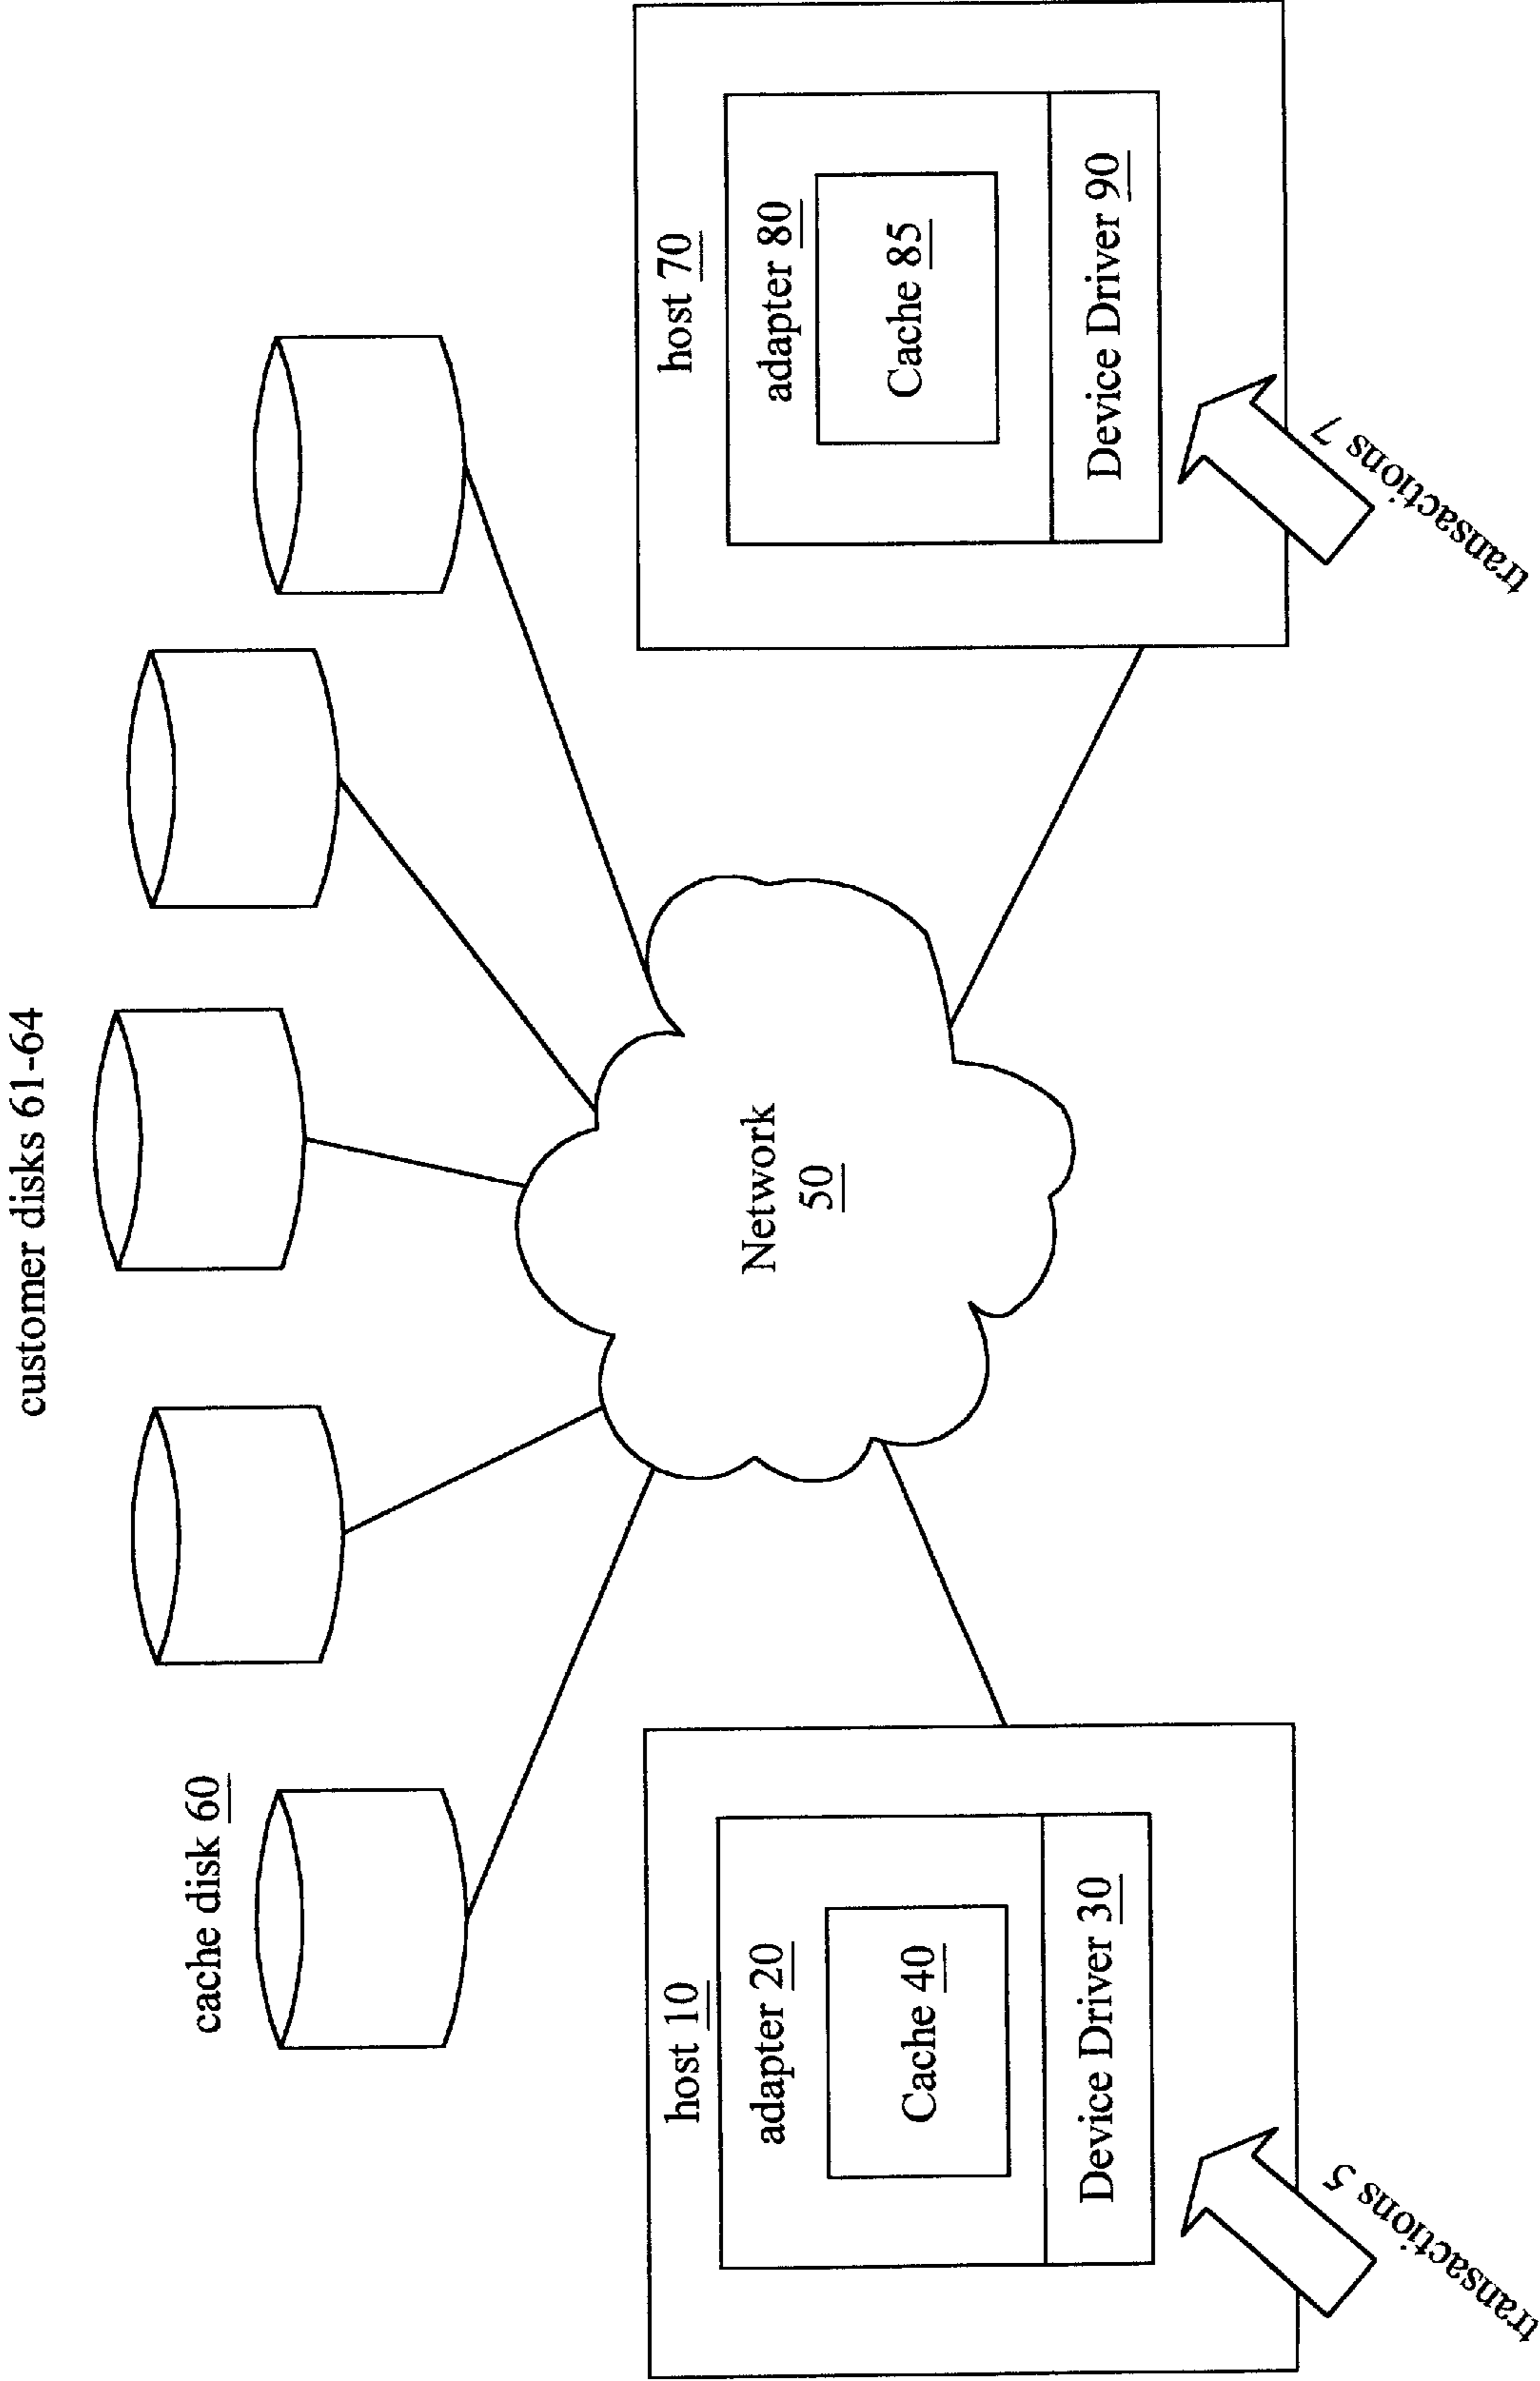 customer disks 61-64
cache disk 60
Network
50
host 10
adapter 20
Cache 40
Device Driver 30
transactions 5
host 70
adapter 80
Cache 85
Device Driver 90
transactions 7